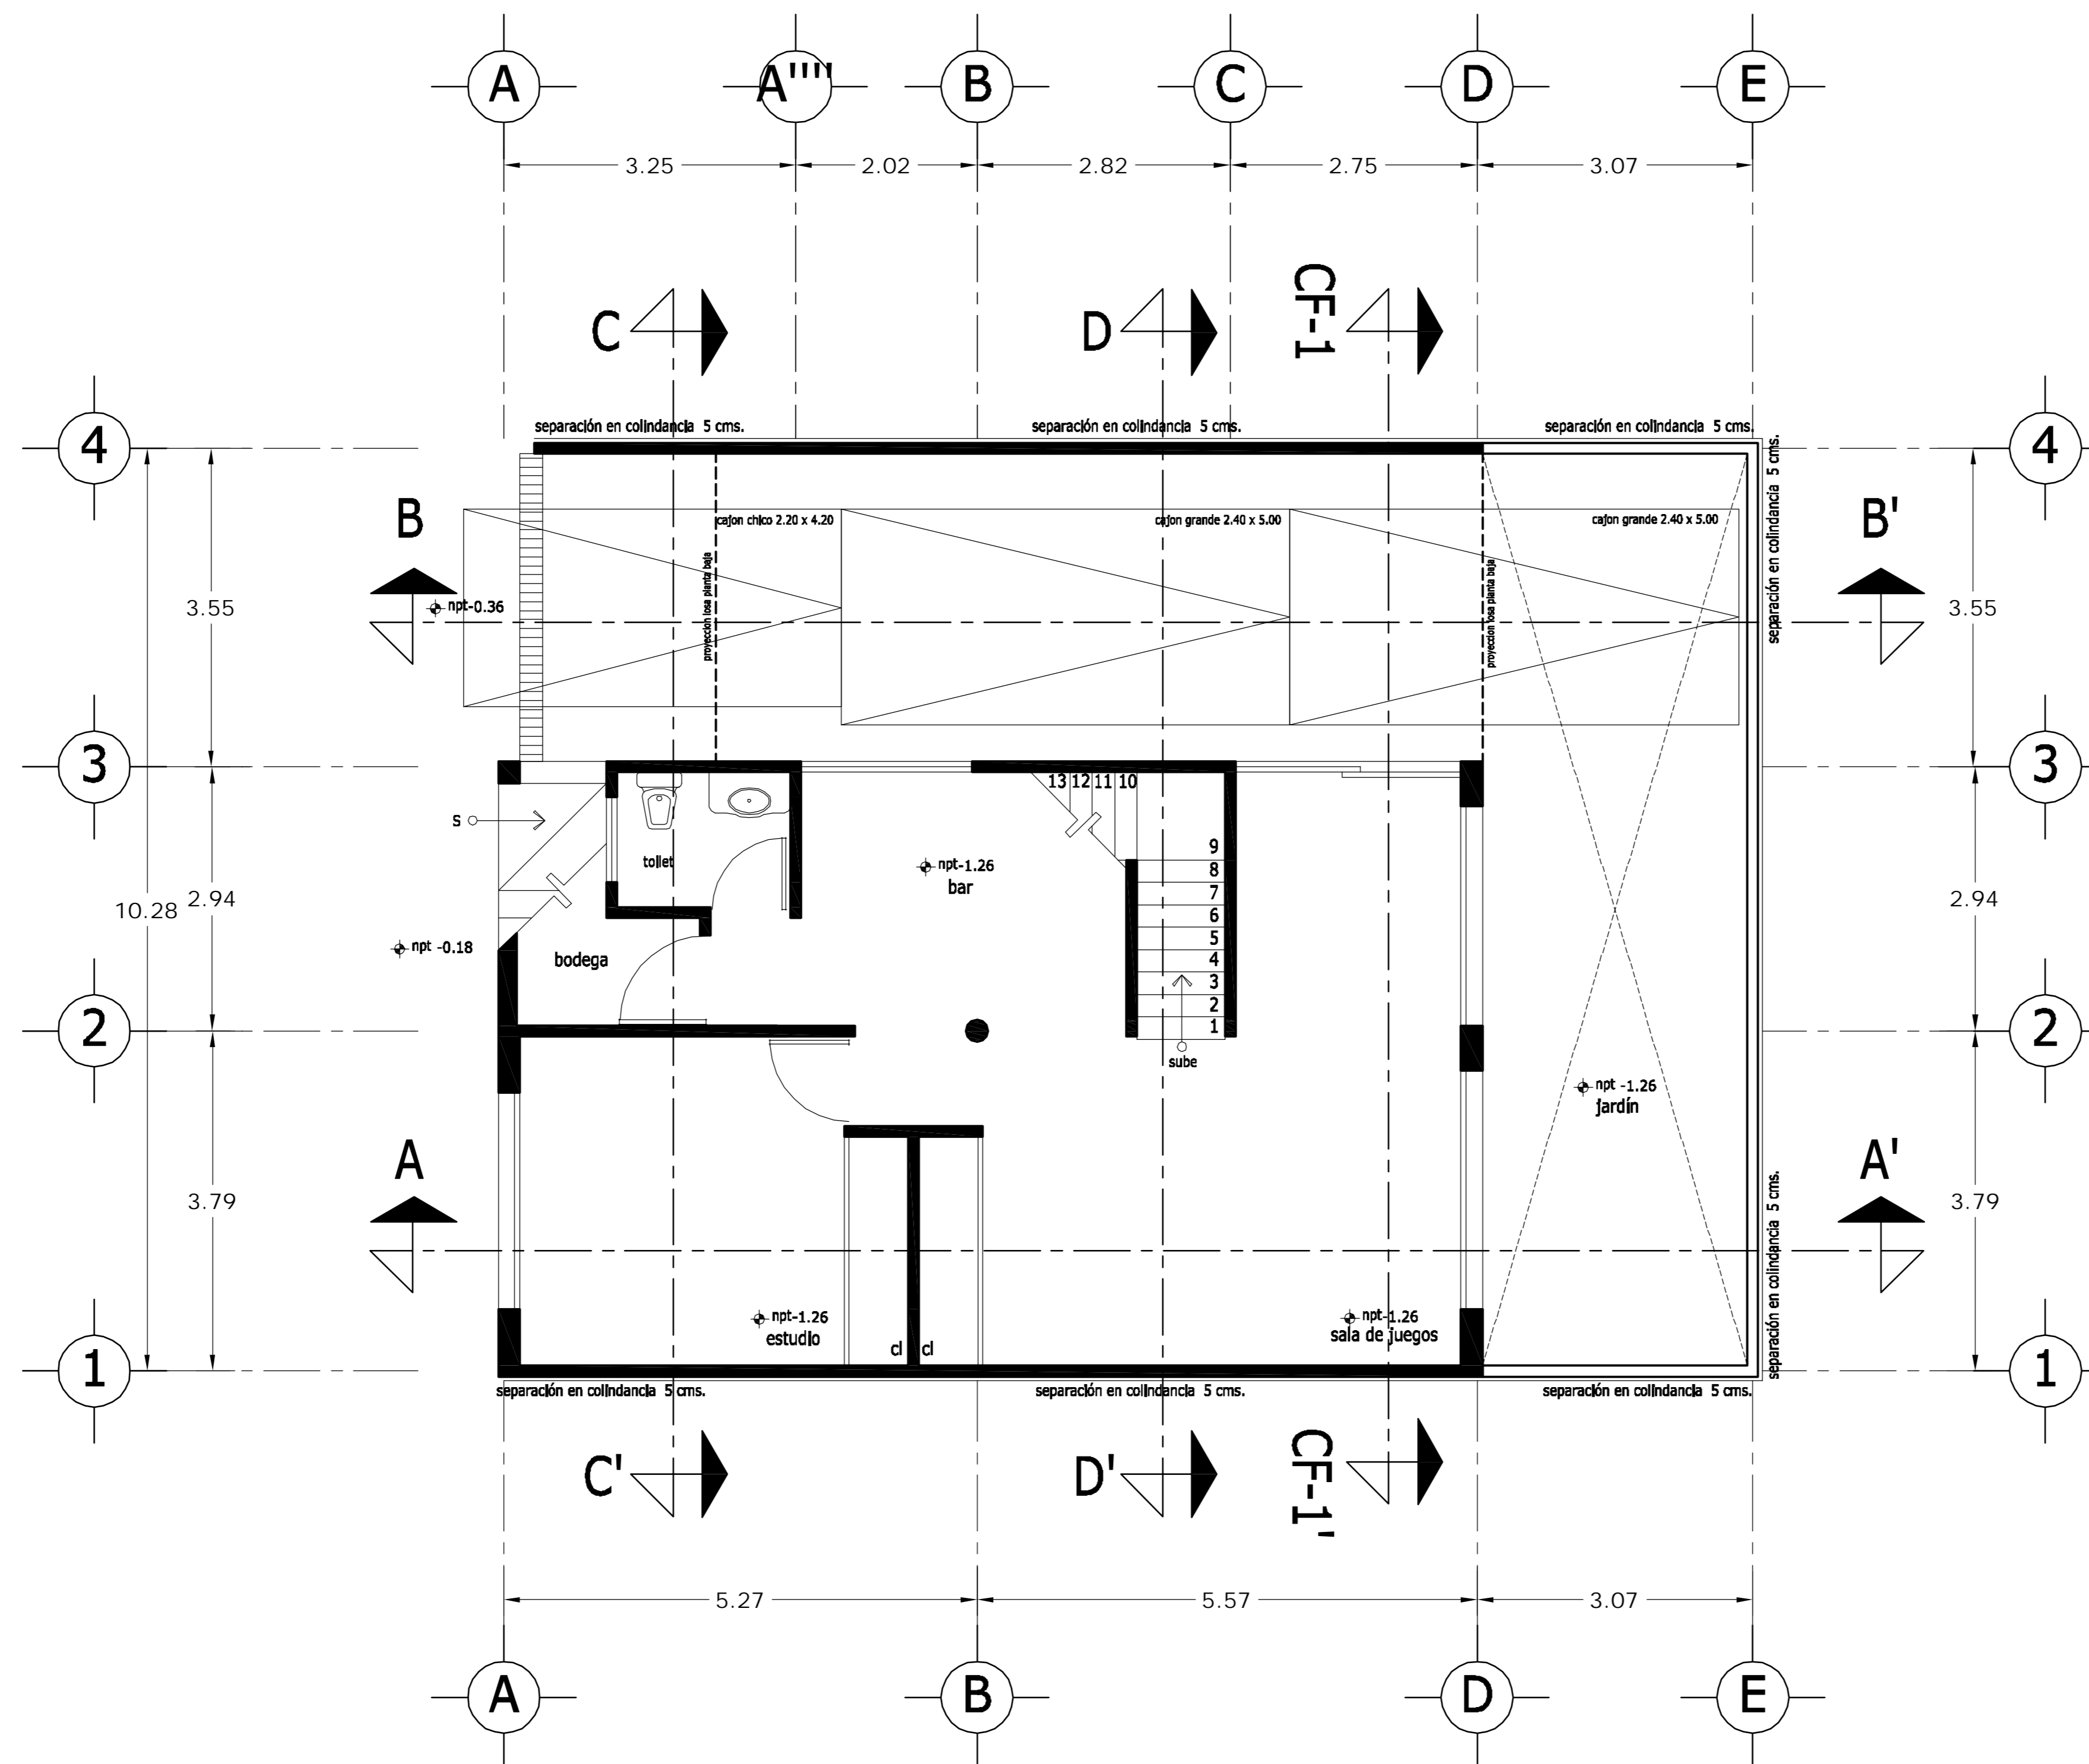 A A'''' B C D E
3.25 2.02 2.82 2.75 3.07
C D CF-1
separación en colindancia 5 cms. separación en colindancia 5 cms. separación en colindancia 5 cms.
4 4
separación en colindancia 5 cms.
B cajon chico 2.20 x 4.20 cajon grande 2.40 x 5.00 cajon grande 2.40 x 5.00 B'
proyeccion losa planta baja proyeccion losa planta baja
3.55 npt-0.36 3.55
3 3
13 12 11 10
S
9
toilet npt-1.26 8
bar 7
10.28 2.94 6 2.94
5
npt -0.18 bodega 4
3
2
2 1 2
sube
npt -1.26
jardín
A A'
3.79 3.79
separación en colindancia 5 cms.
npt-1.26 npt-1.26
estudio sala de juegos
cl cl
1 1
separación en colindancia 5 cms. separación en colindancia 5 cms. separación en colindancia 5 cms.
C' D' CF-1'
5.27 5.57 3.07
A B D E